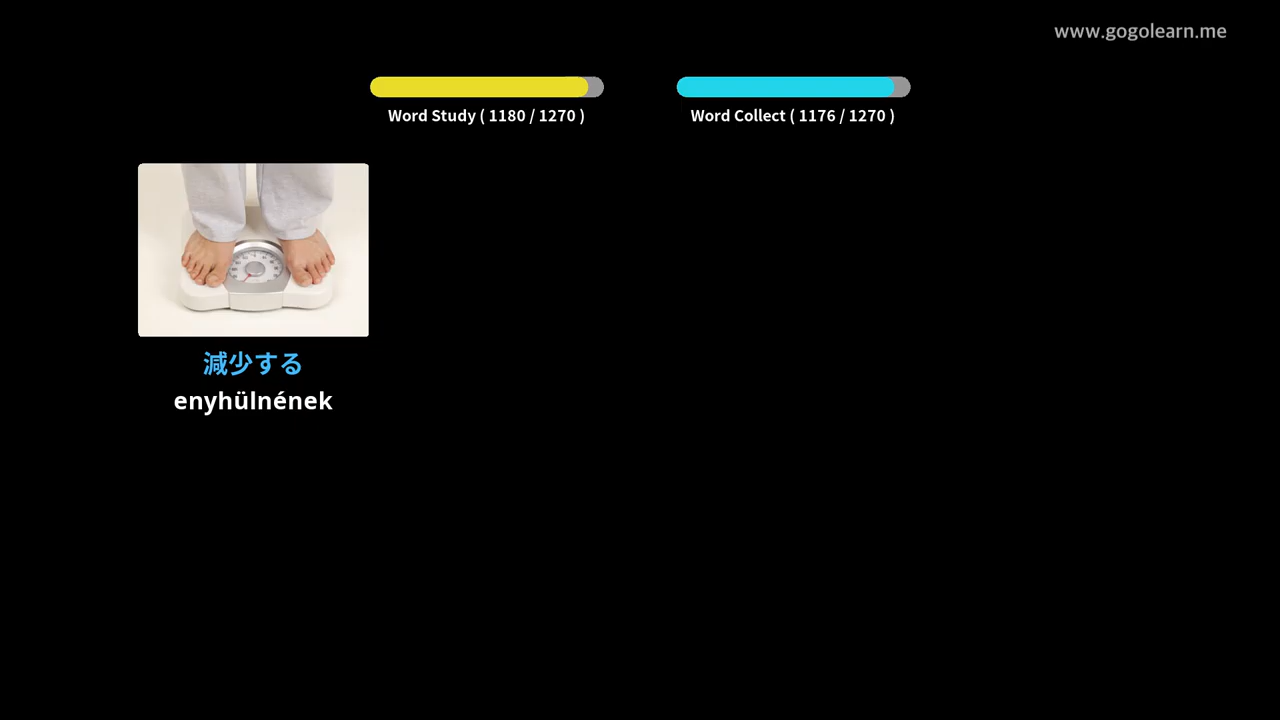 www.gogolearn.me
Word Study ( 1180 / 1270 )
Word Collect ( 1176 / 1270 )
減少する
enyhülnének